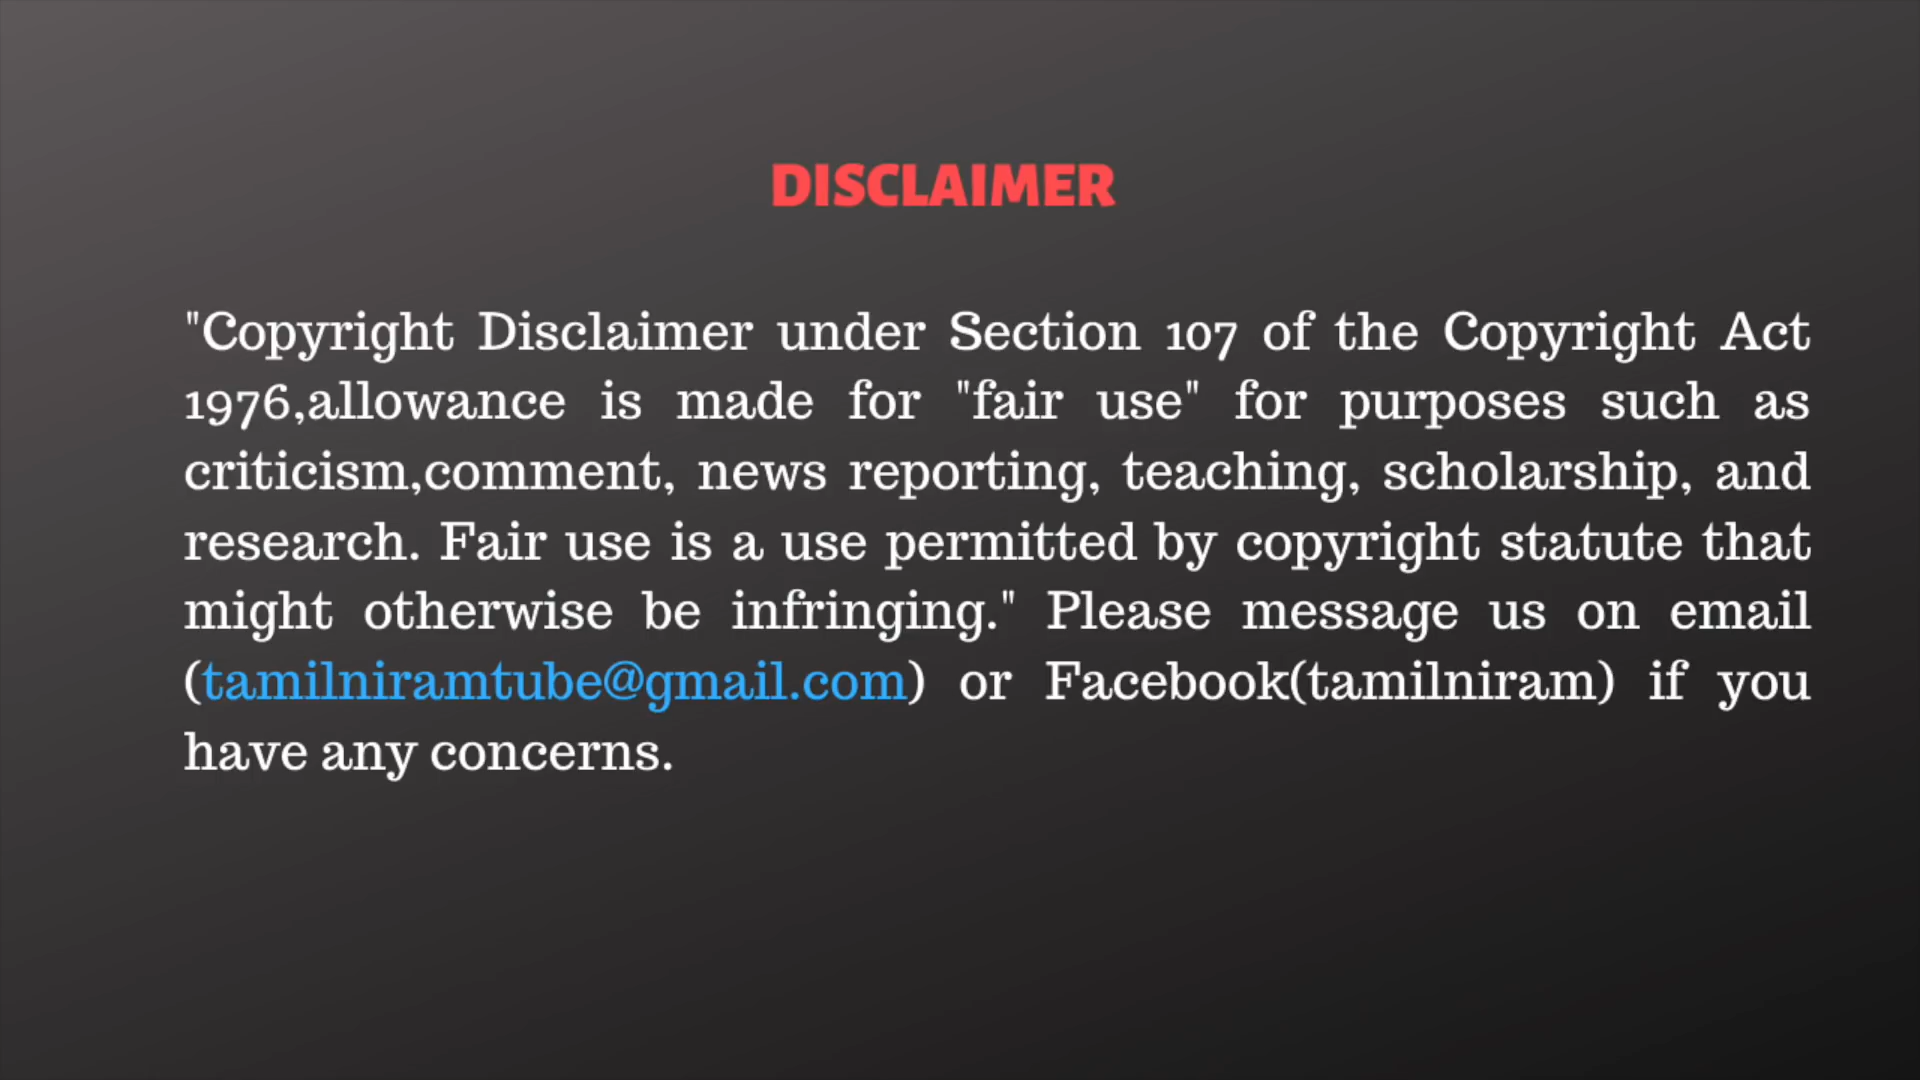 DISCLAIMER
"Copyright Disclaimer under Section 107 of the Copyright Act
1976,allowance is made for "fair use" for purposes such as
criticism,comment, news reporting, teaching, scholarship, and
research. Fair use is a use permitted by copyright statute that
might otherwise be infringing." Please message us on email
(tamilniramtube@gmail.com) or Facebook(tamilniram) if you
have any concerns.